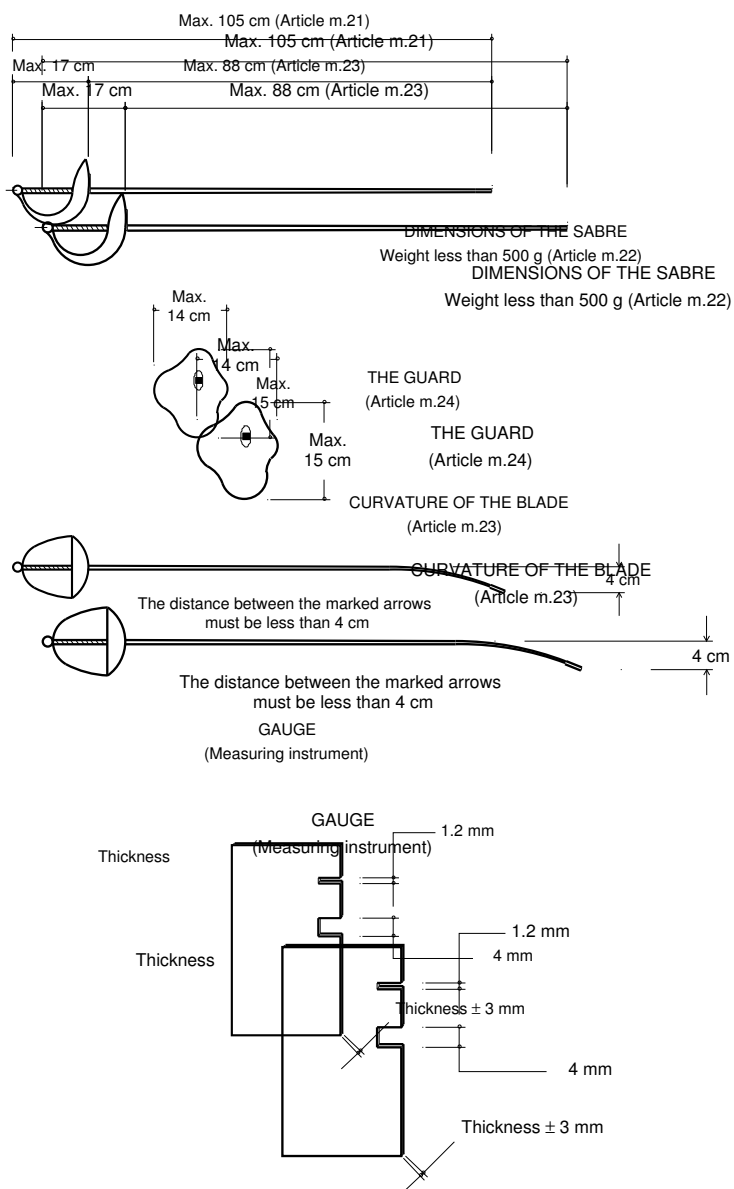 Max. 105 cm (Article m.21)
Max. 105 cm (Article m.21)
Max. 17 cm Max. 88 cm (Article m.23)
Max. 17 cm Max. 88 cm (Article m.23)
DIMENSIONS OF THE SABRE
Weight less than 500 g (Article m.22)
DIMENSIONS OF THE SABRE
Weight less than 500 g (Article m.22)
Max.
14 cm
Max.
14 cm
Max.
15 cm
THE GUARD
(Article m.24)
Max.
15 cm
THE GUARD
(Article m.24)
CURVATURE OF THE BLADE
(Article m.23)
CURVATURE OF THE BLADE
(Article m.23)
4 cm
The distance between the marked arrows
must be less than 4 cm
4 cm
The distance between the marked arrows
must be less than 4 cm
GAUGE
(Measuring instrument)
GAUGE
(Measuring instrument)
1.2 mm
Thickness
1.2 mm
4 mm
Thickness
Thickness ± 3 mm
4 mm
Thickness ± 3 mm